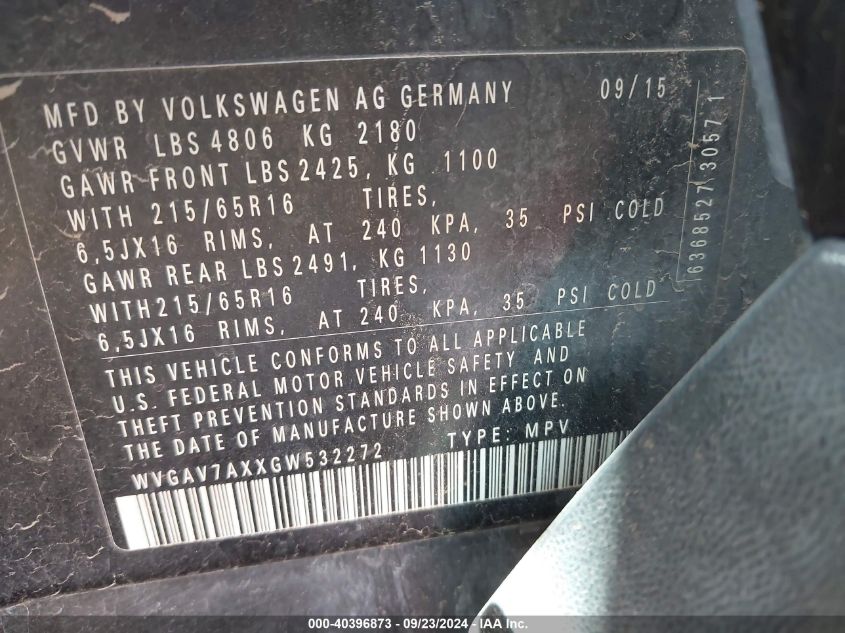 MFD BY VOLKSWAGEN AG GERMANY 09/15
GVWR LBS 4806 KG 2180
GAWR FRONT LBS 2425, KG 1100
WITH 215/65R16 TIRES,
6,5JX16 RIMS, AT 240 KPA, 35 PSI COLD
GAWR REAR LBS 2491, KG 1130
WITH 215/65R16 TIRES,
6,5JX16 RIMS, AT 240 KPA, 35 PSI COLD
THIS VEHICLE CONFORMS TO ALL APPLICABLE
U.S. FEDERAL MOTOR VEHICLE SAFETY AND
THEFT PREVENTION STANDARDS IN EFFECT ON
THE DATE OF MANUFACTURE SHOWN ABOVE.
WVGAV7AXXGW532272 TYPE: MPV
636852730571
000-40396873 / 09/23/2024 - IAA Inc.